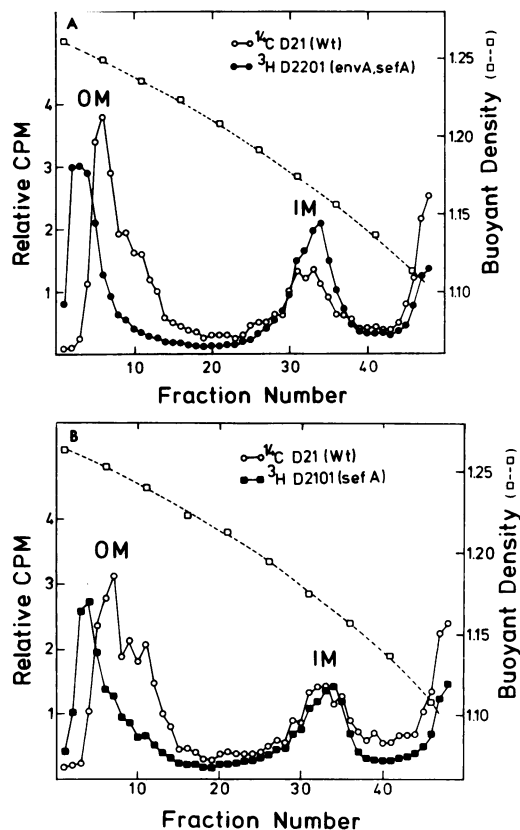 A
¹⁴C D21 (Wt)
³H D2201 (envA,sefA)
OM
IM
4
3
2
1
Relative CPM
1.25
1.20
1.15
1.10
Buoyant Density (□--□)
10 20 30 40
Fraction Number
B
¹⁴C D21 (Wt)
³H D2101 (sef A)
OM
IM
4
3
2
1
Relative CPM
1.25
1.20
1.15
1.10
Buoyant Density (□--□)
10 20 30 40
Fraction Number